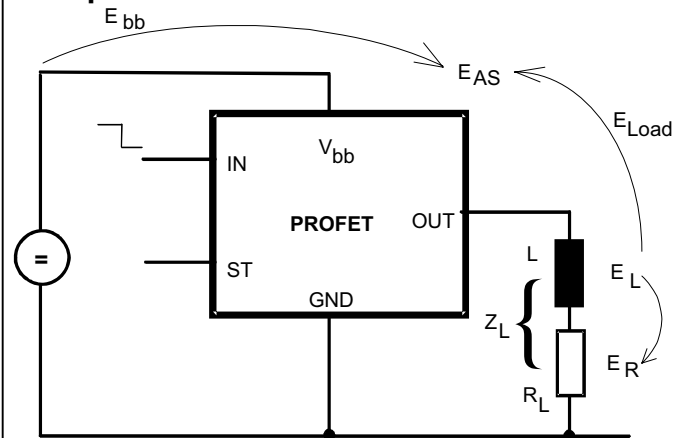 E bb
E AS
E Load
V bb
IN
PROFET
OUT
ST
GND
L
E L
Z L
{
E R
R L
=